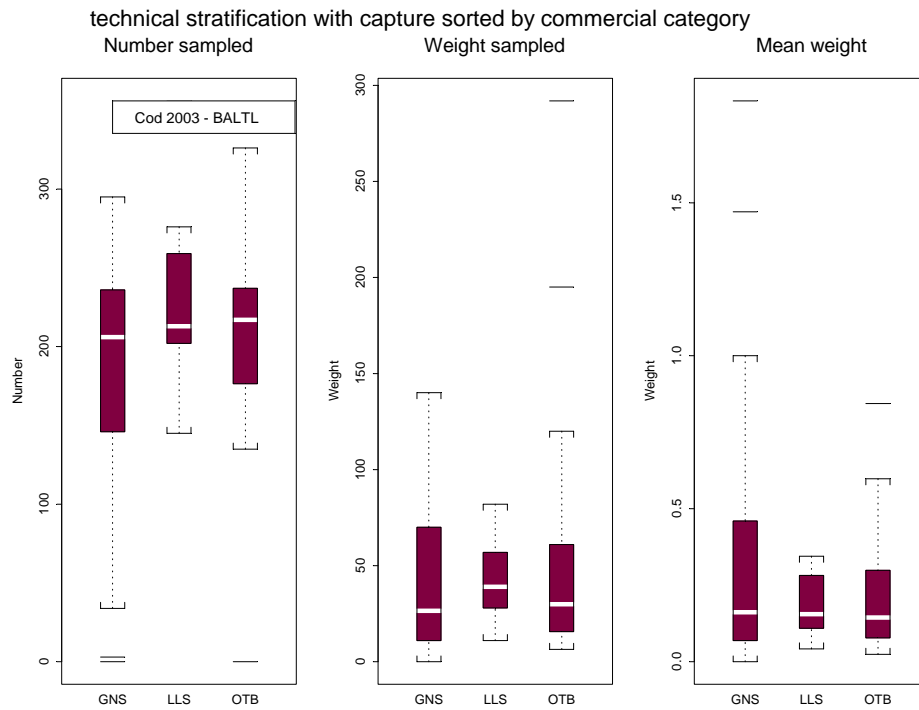 technical stratification with capture sorted by commercial category
Number sampled
Weight sampled
Mean weight
Cod 2003 - BALTL
Number
0
100
200
300
GNS LLS OTB
Weight
0
50
100
150
200
250
300
GNS LLS OTB
Weight
0.0
0.5
1.0
1.5
GNS LLS OTB